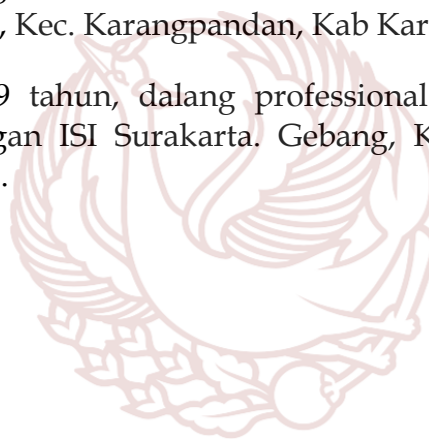 , Kec. Karangpandan, Kab Kar
9 tahun, dalang professional
gan ISI Surakarta. Gebang, K
.